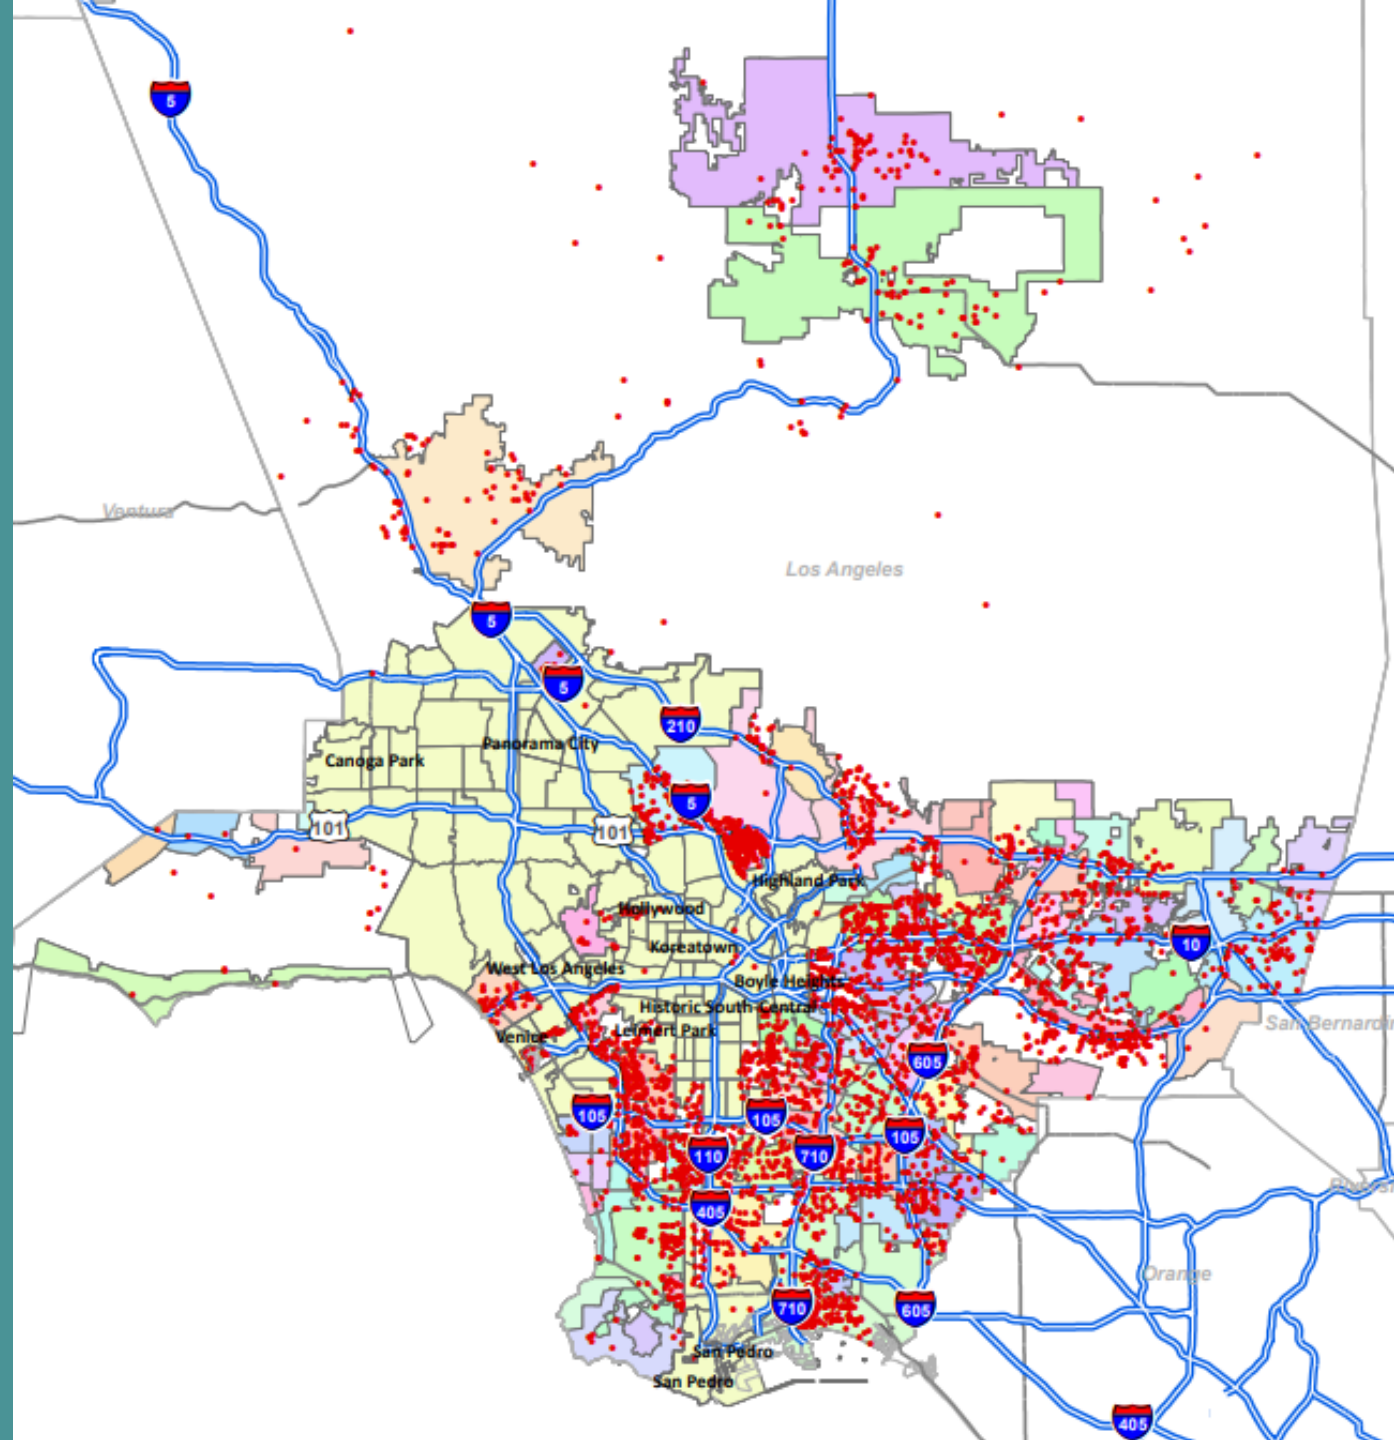 5
Ventura
Los Angeles
5
5
210
Panorama City
Canoga Park
5
101
101
Highland Park
Hollywood
Koreatown
10
West Los Angeles
Boyle Heights
Historic South-Central
San Bernardin
Leimert Park
Venice
605
105
105
105
110
710
405
Orange
710
605
San Pedro
San Pedro
405